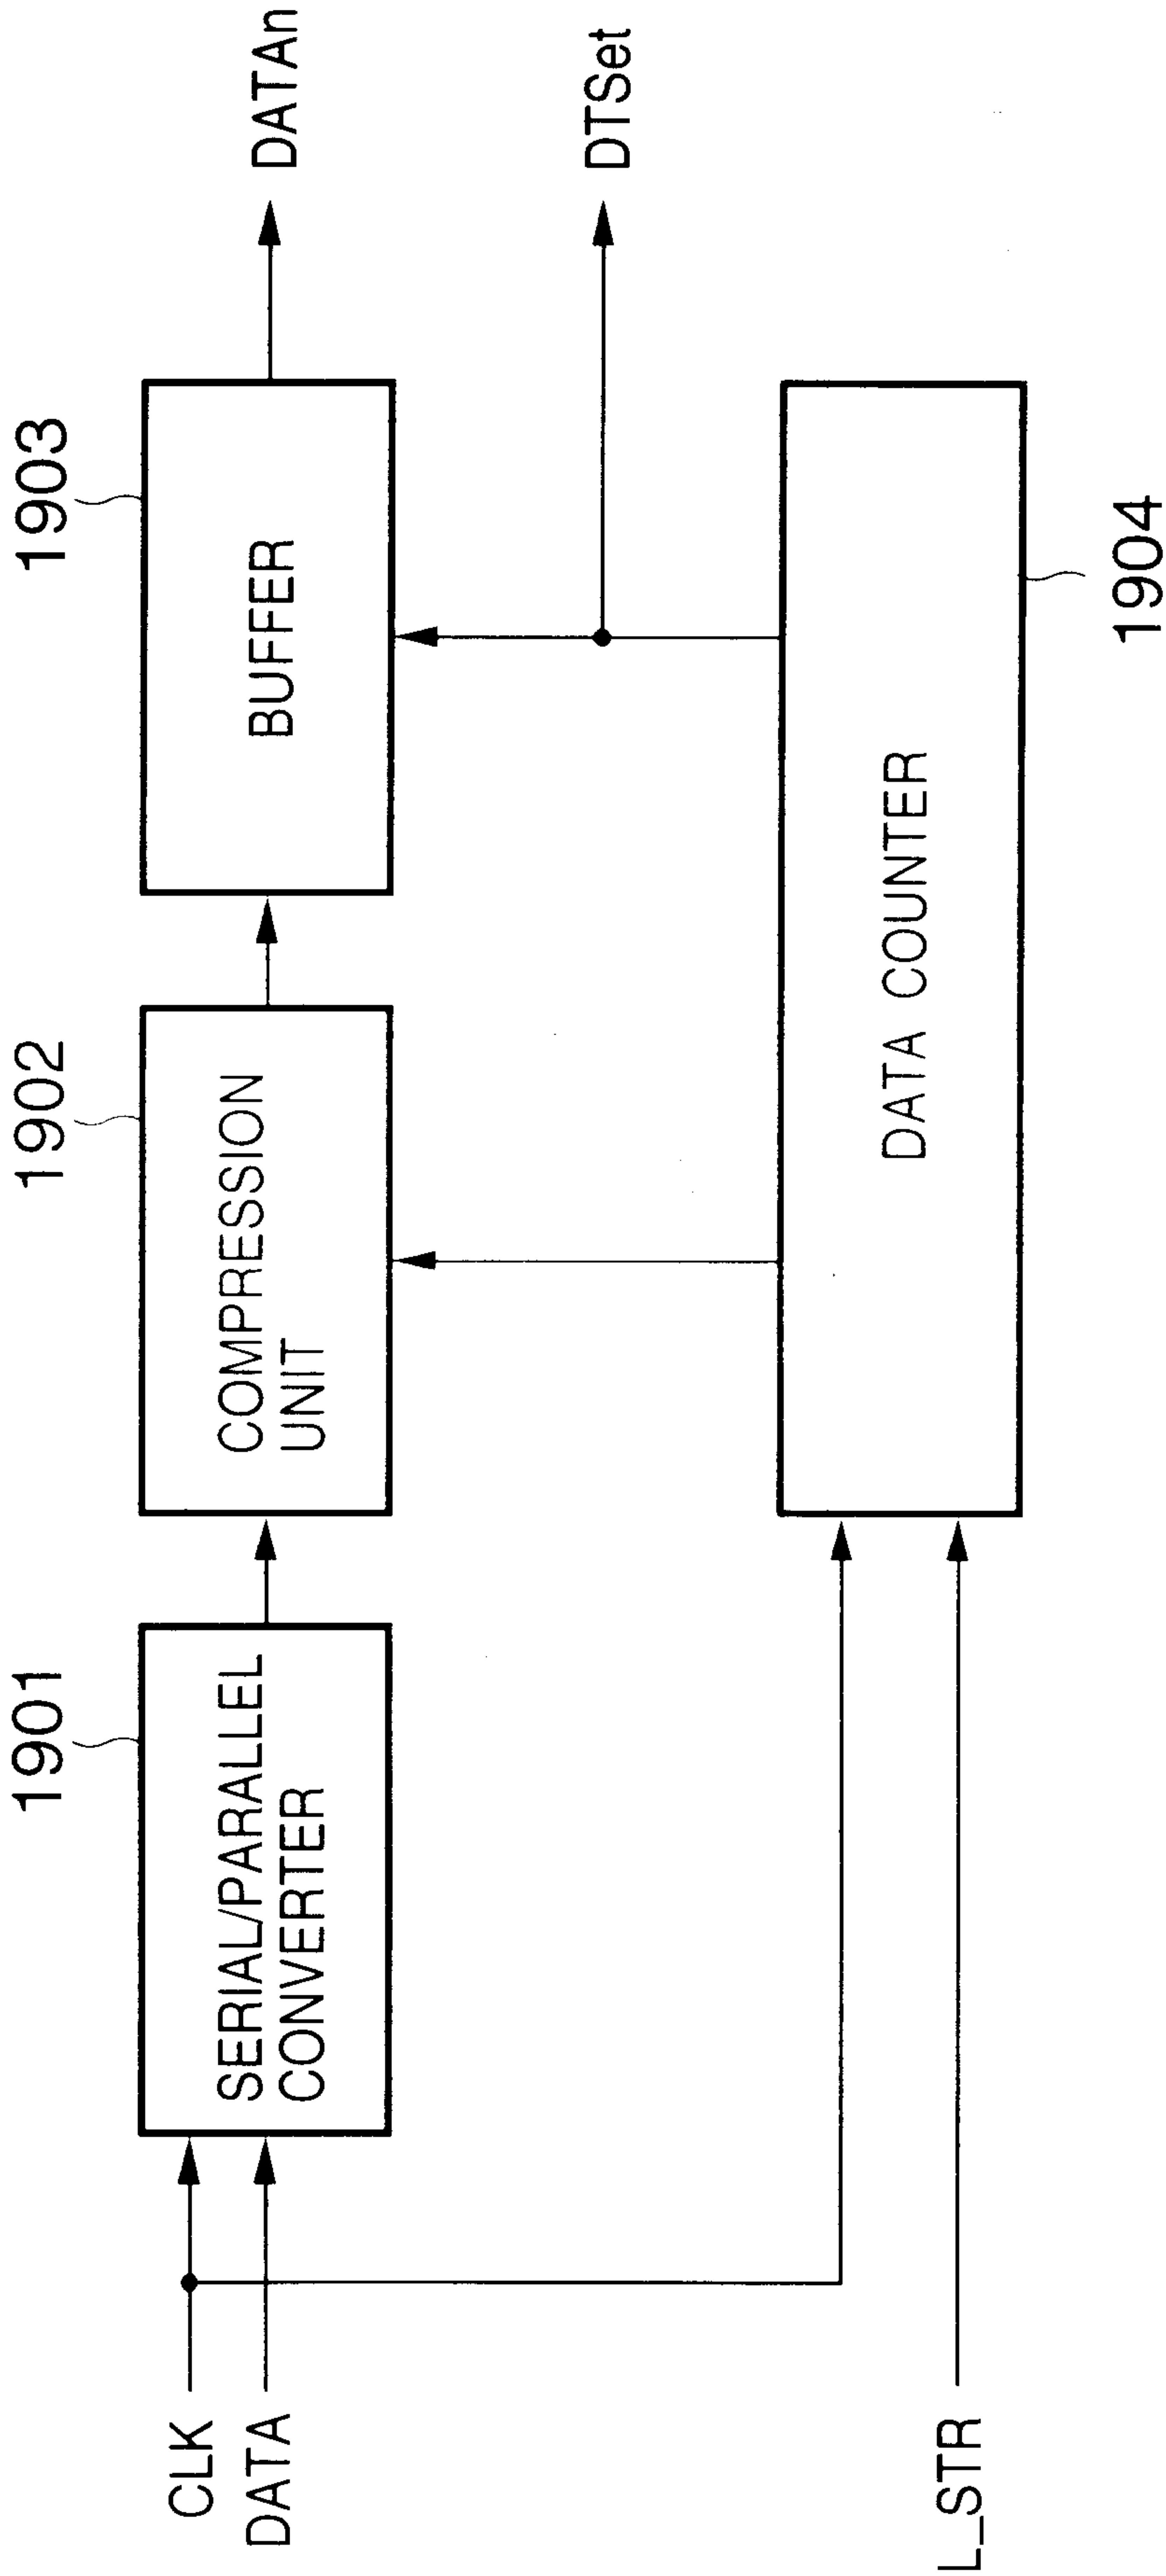 1901
1902
1903
CLK
DATA
SERIAL/PARALLEL
CONVERTER
COMPRESSION
UNIT
BUFFER
DATAn
DTSet
DATA COUNTER
L_STR
1904